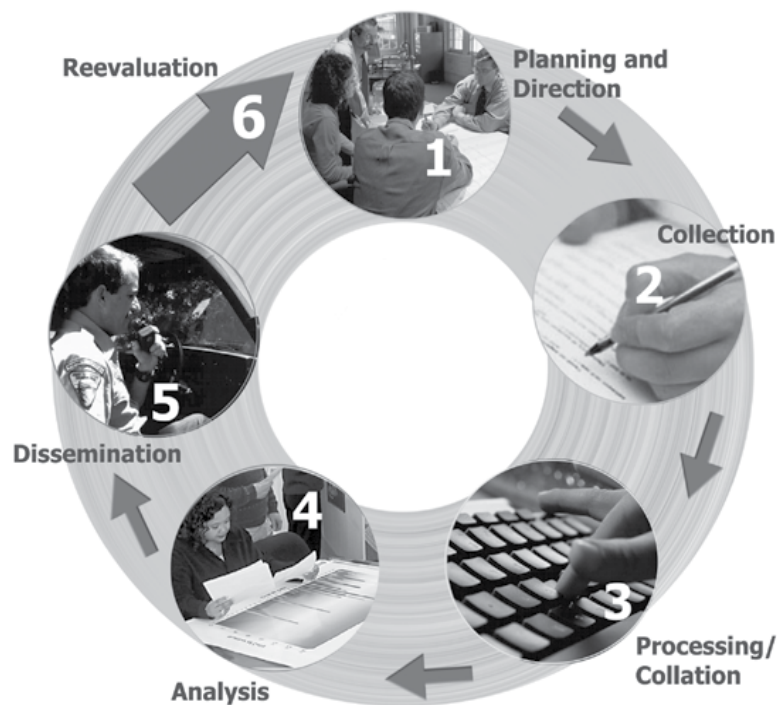 Reevaluation
6
1
Planning and
Direction
Collection
2
5
Dissemination
4
3
Analysis
Processing/
Collation